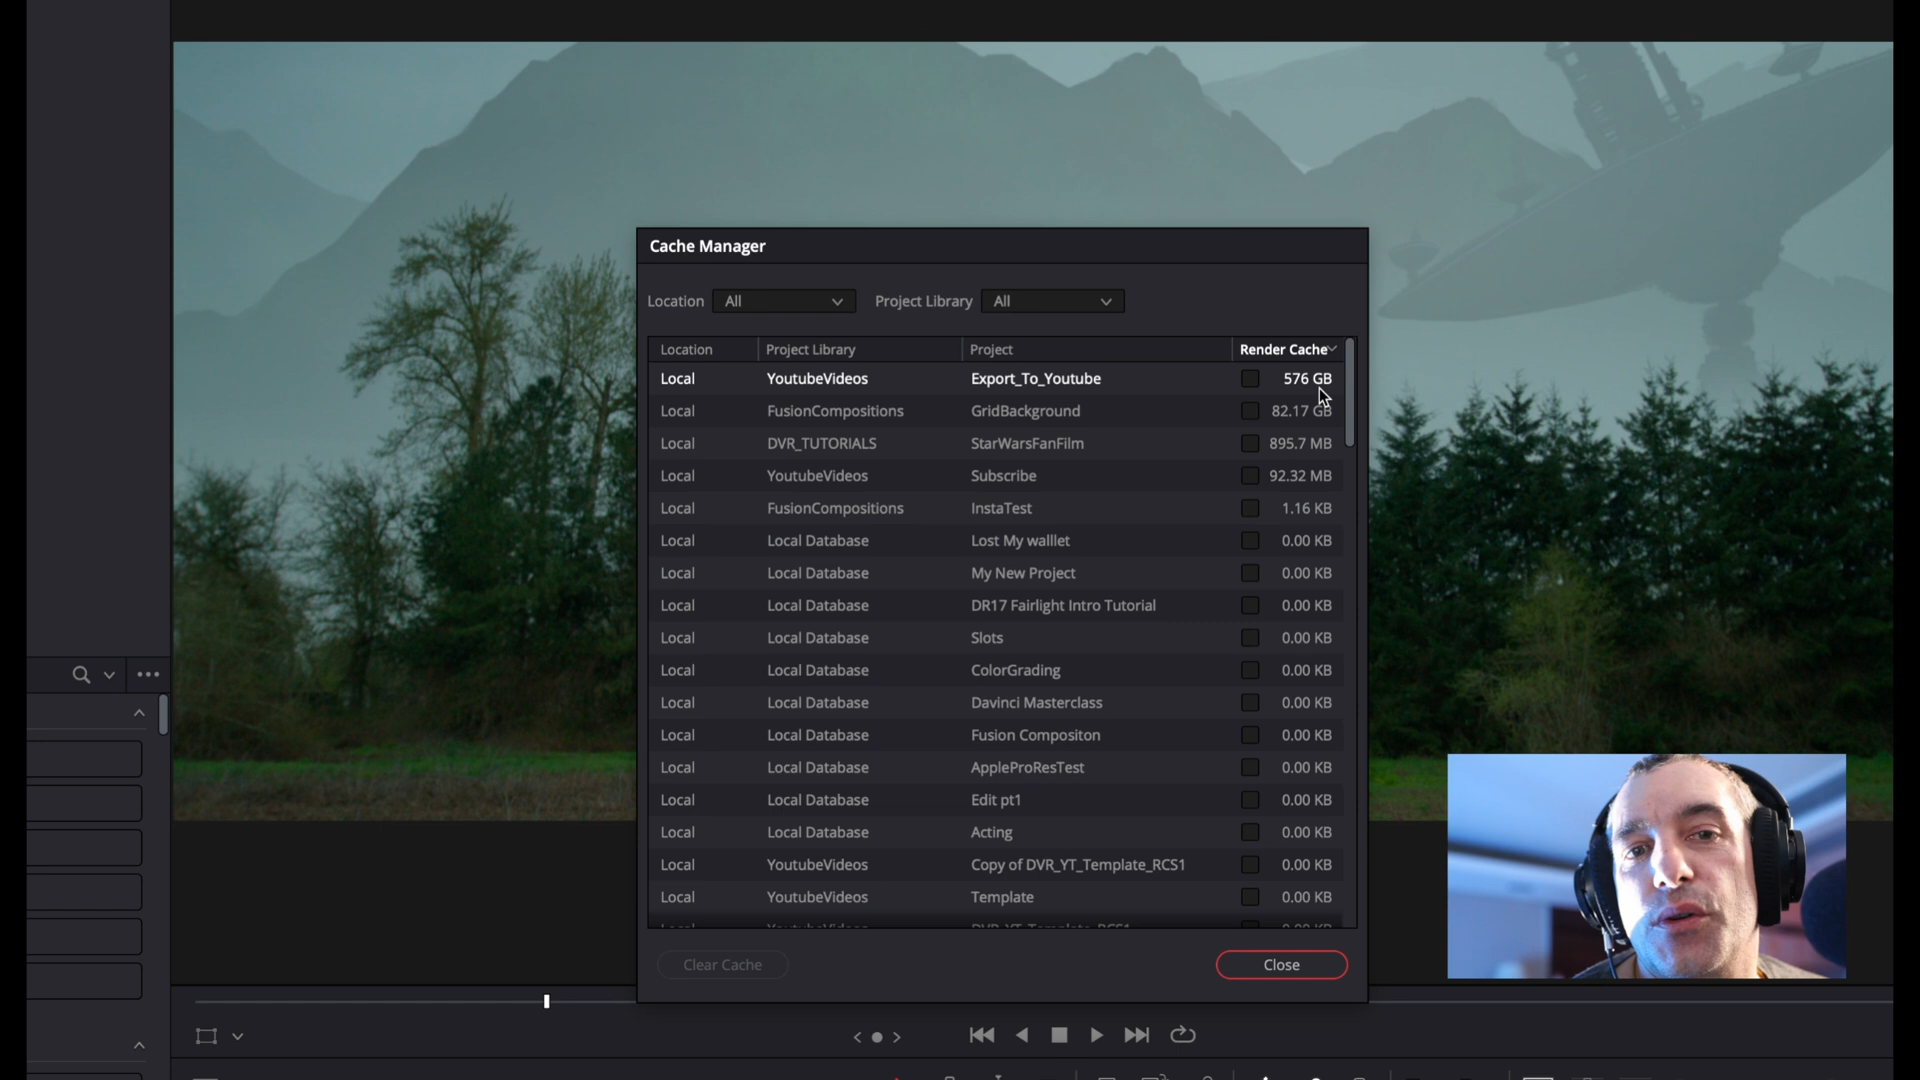 Cache Manager
Location All Project Library All
Location Project Library Project Render Cache
Local YoutubeVideos Export_To_Youtube 576 GB
Local FusionCompositions GridBackground 82.17 GB
Local DVR_TUTORIALS StarWarsFanFilm 895.7 MB
Local YoutubeVideos Subscribe 92.32 MB
Local FusionCompositions InstaTest 1.16 KB
Local Local Database Lost My walllet 0.00 KB
Local Local Database My New Project 0.00 KB
Local Local Database DR17 Fairlight Intro Tutorial 0.00 KB
Local Local Database Slots 0.00 KB
Local Local Database ColorGrading 0.00 KB
Local Local Database Davinci Masterclass 0.00 KB
Local Local Database Fusion Compositon 0.00 KB
Local Local Database AppleProResTest 0.00 KB
Local Local Database Edit pt1 0.00 KB
Local Local Database Acting 0.00 KB
Local YoutubeVideos Copy of DVR_YT_Template_RCS1 0.00 KB
Local YoutubeVideos Template 0.00 KB
Clear Cache Close